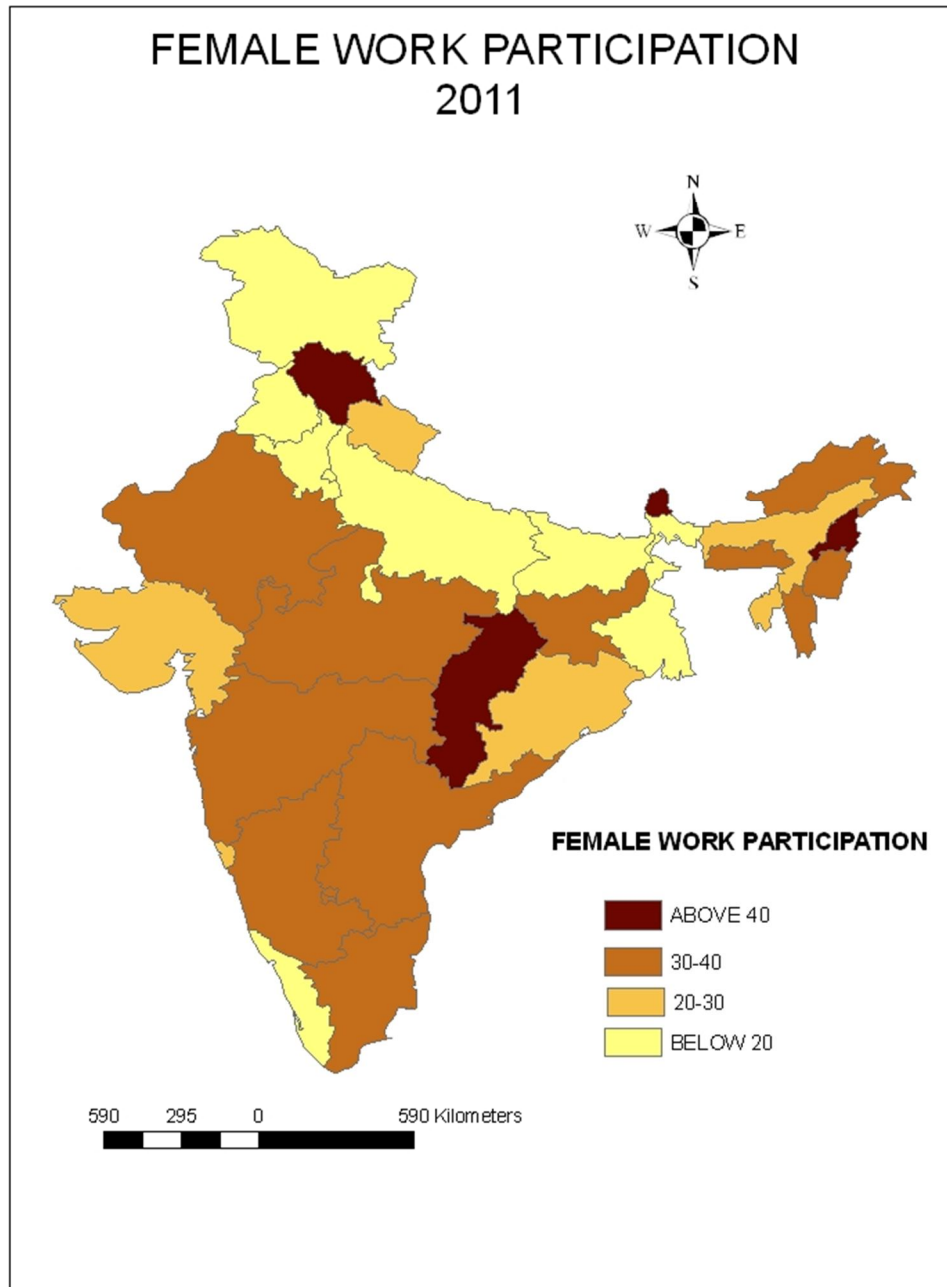 FEMALE WORK PARTICIPATION
2011
N
W E
S
FEMALE WORK PARTICIPATION
ABOVE 40
30-40
20-30
BELOW 20
590 295 0 590 Kilometers